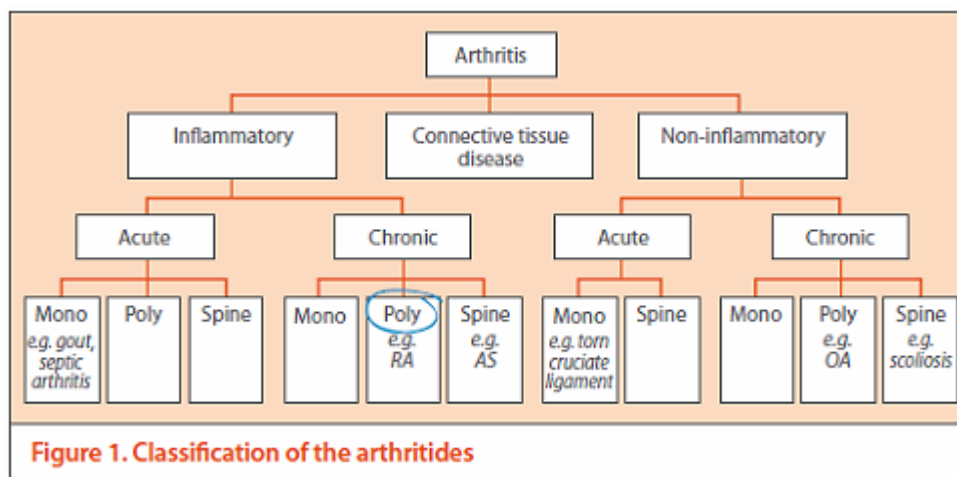 Arthritis
Inflammatory
Connective tissue
disease
Non-inflammatory
Acute
Chronic
Acute
Chronic
Mono
e.g. gout,
septic
arthritis
Poly
Spine
Mono
Poly
e.g.
RA
Spine
e.g.
AS
Mono
e.g. torn
cruciate
ligament
Spine
Mono
Poly
e.g.
OA
Spine
e.g.
scoliosis
Figure 1. Classification of the arthritides